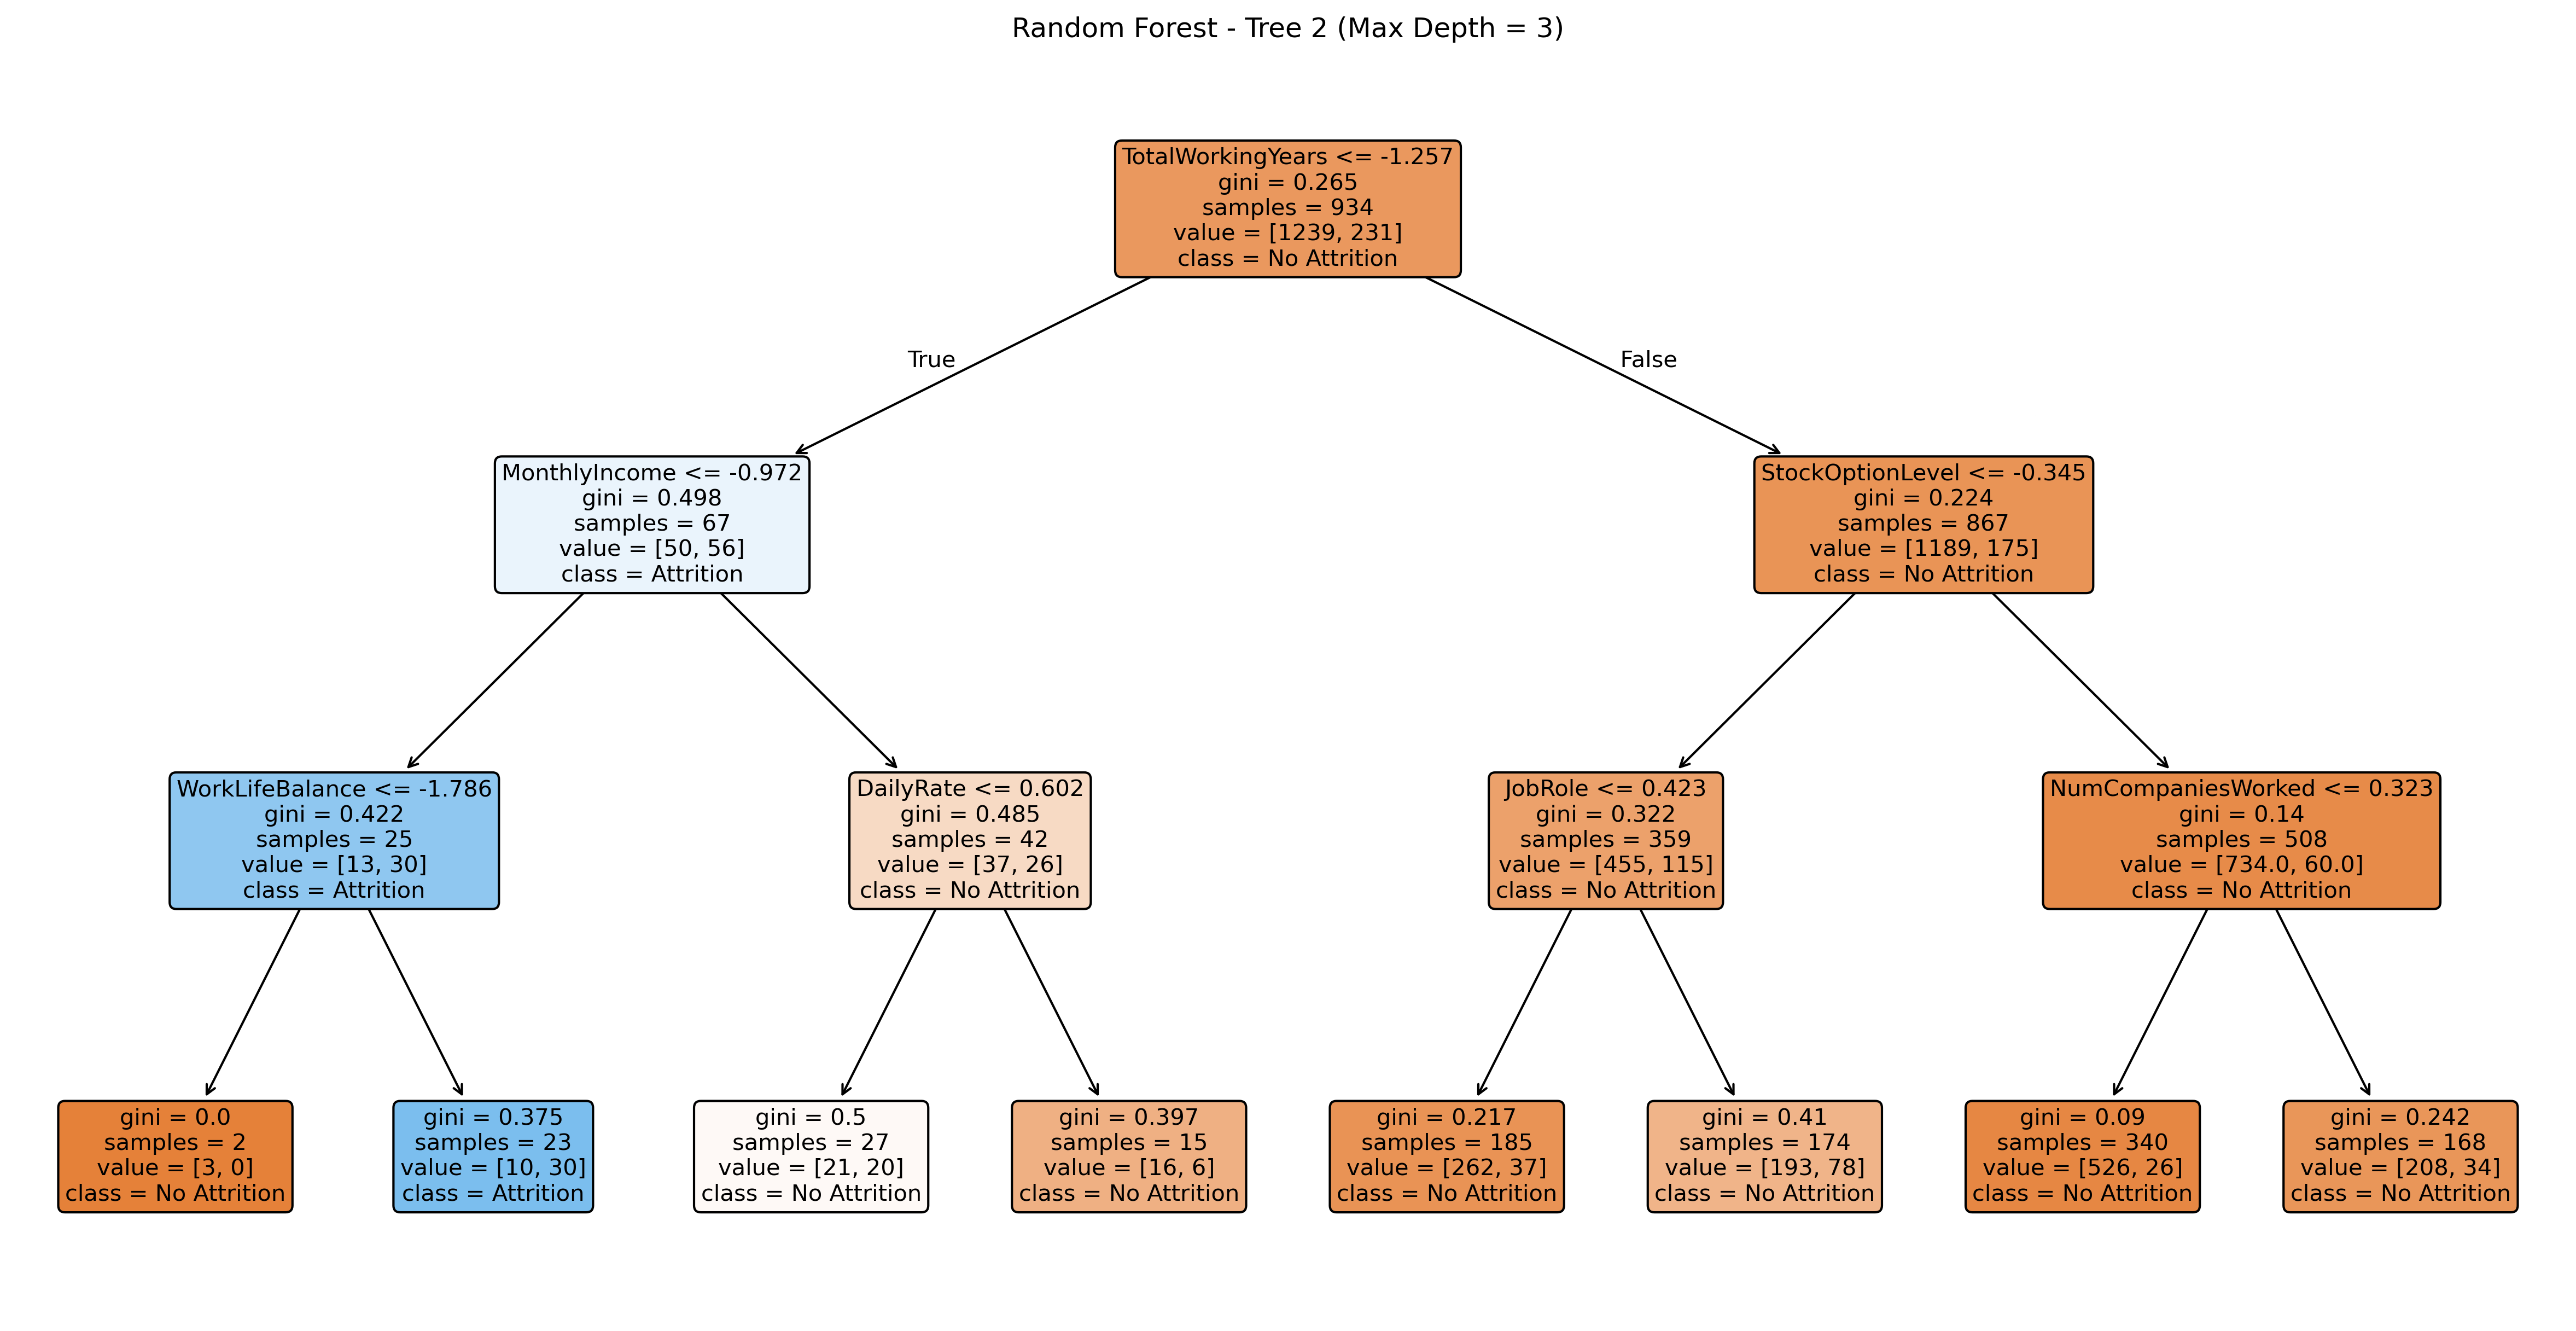 Random Forest - Tree 2 (Max Depth = 3)
TotalWorkingYears <= -1.257
gini = 0.265
samples = 934
value = [1239, 231]
class = No Attrition
True
False
MonthlyIncome <= -0.972
gini = 0.498
samples = 67
value = [50, 56]
class = Attrition
StockOptionLevel <= -0.345
gini = 0.224
samples = 867
value = [1189, 175]
class = No Attrition
WorkLifeBalance <= -1.786
gini = 0.422
samples = 25
value = [13, 30]
class = Attrition
DailyRate <= 0.602
gini = 0.485
samples = 42
value = [37, 26]
class = No Attrition
JobRole <= 0.423
gini = 0.322
samples = 359
value = [455, 115]
class = No Attrition
NumCompaniesWorked <= 0.323
gini = 0.14
samples = 508
value = [734.0, 60.0]
class = No Attrition
gini = 0.0
samples = 2
value = [3, 0]
class = No Attrition
gini = 0.375
samples = 23
value = [10, 30]
class = Attrition
gini = 0.5
samples = 27
value = [21, 20]
class = No Attrition
gini = 0.397
samples = 15
value = [16, 6]
class = No Attrition
gini = 0.217
samples = 185
value = [262, 37]
class = No Attrition
gini = 0.41
samples = 174
value = [193, 78]
class = No Attrition
gini = 0.09
samples = 340
value = [526, 26]
class = No Attrition
gini = 0.242
samples = 168
value = [208, 34]
class = No Attrition